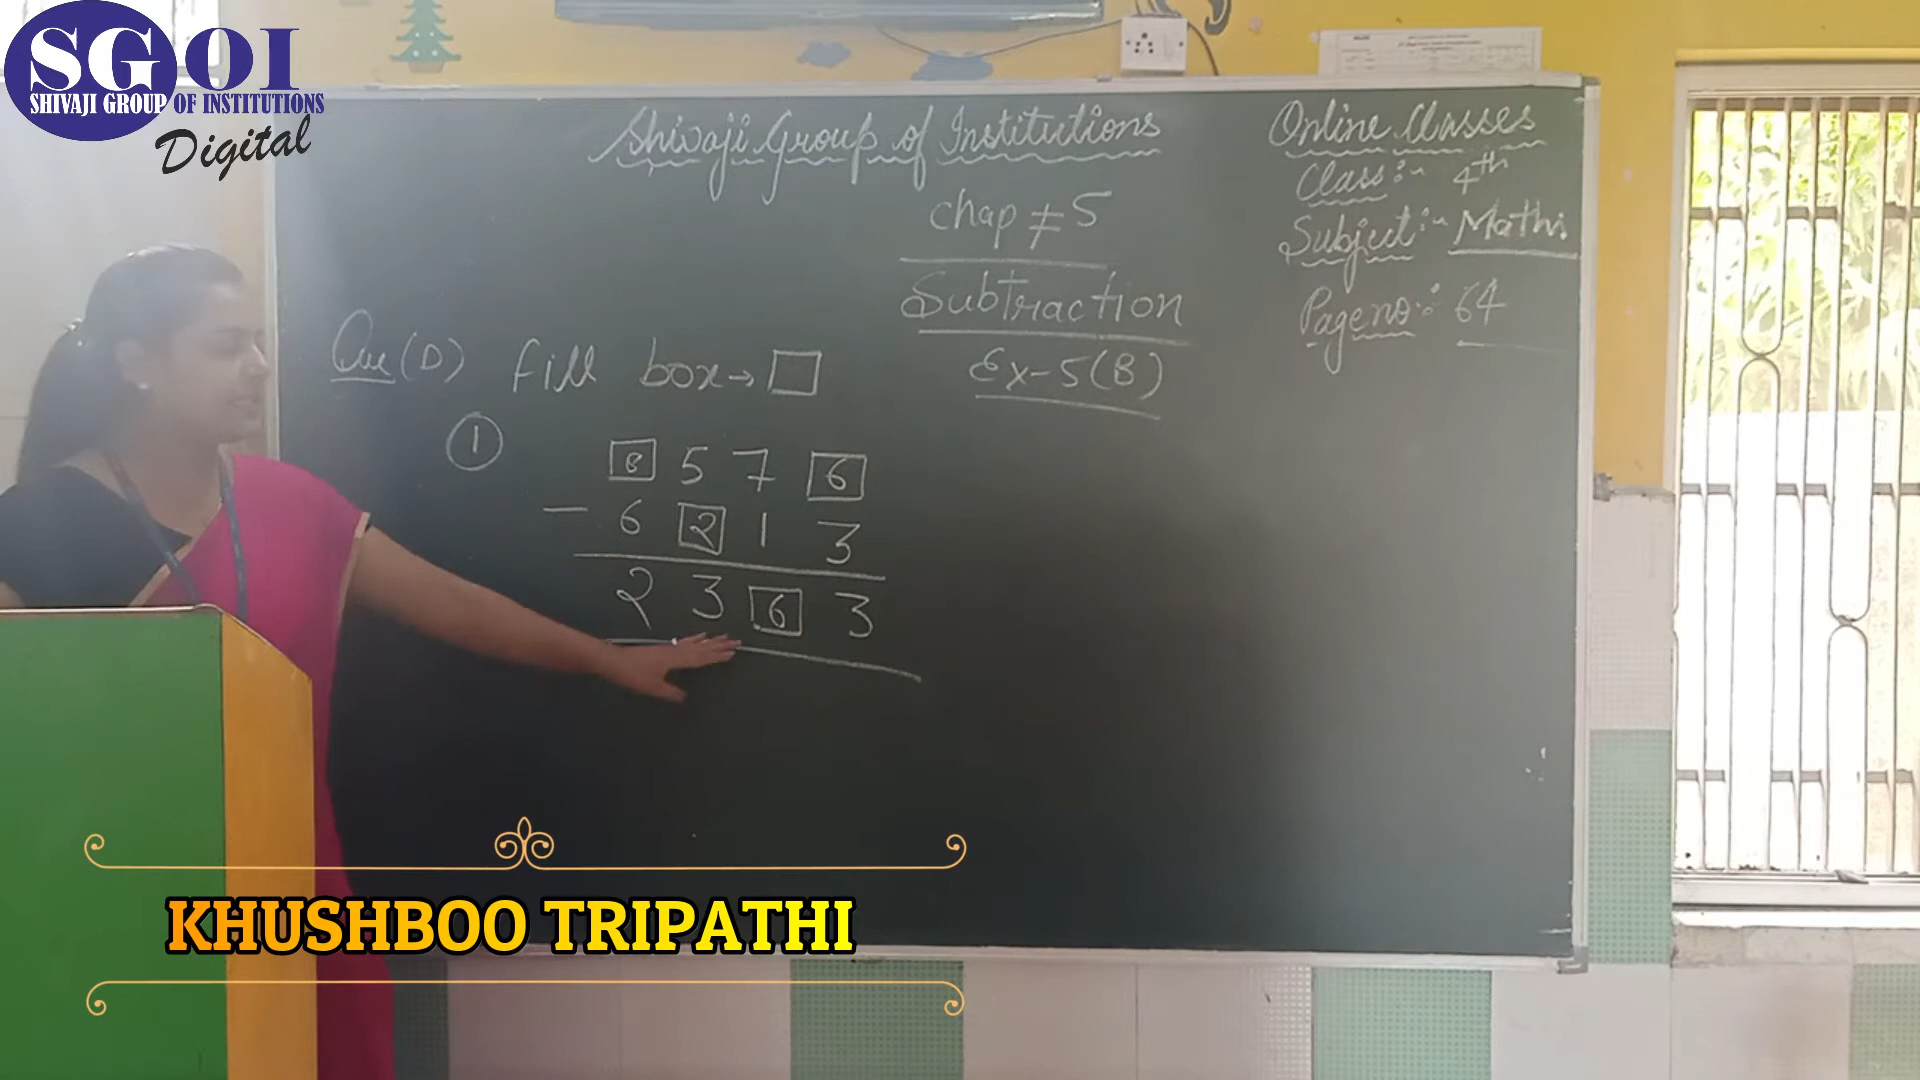 SGOI
SHIVAJI GROUP OF INSTITUTIONS
Digital
Shivaji Group of Institutions
Online Classes
Class:- 4th
Subject:- Maths
Page no:- 64
chap ≠ 5
Subtraction
Ex-5(B)
Que (D) fill box→ □
1
8 5 7 6
- 6 2 1 3
2 3 6 3
KHUSHBOO TRIPATHI